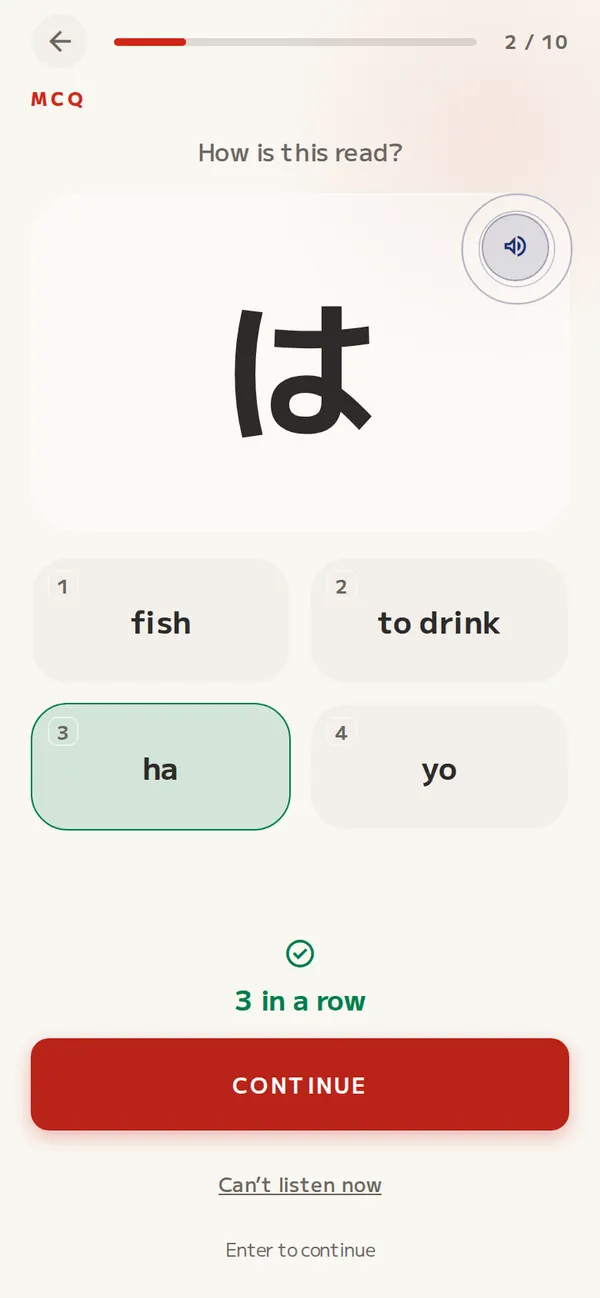 2 / 10
MCQ
How is this read?
は
1
fish
2
to drink
3
ha
4
yo
3 in a row
CONTINUE
Can’t listen now
Enter to continue